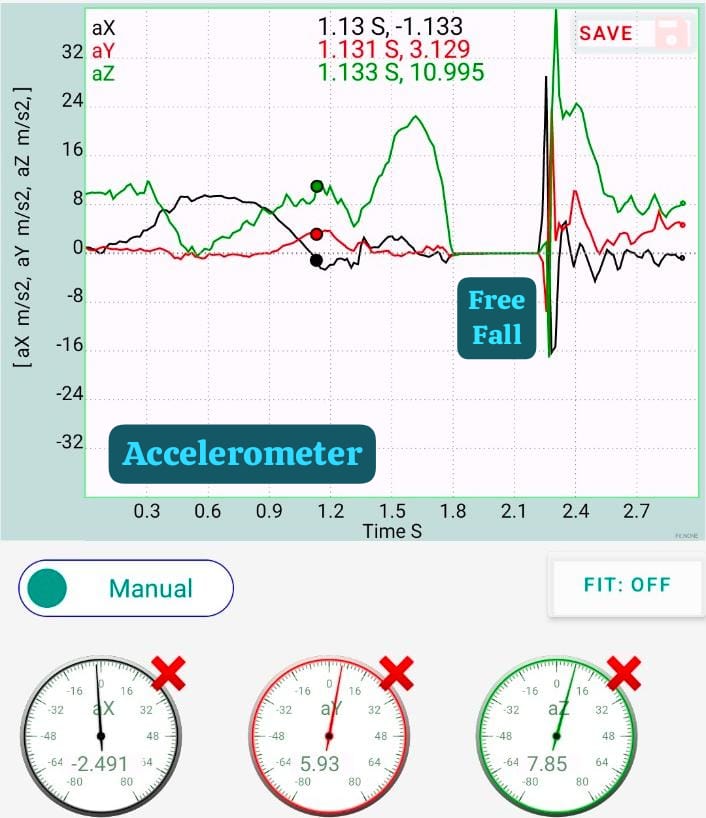 aX 1.13 S, -1.133
aY 1.131 S, 3.129
aZ 1.133 S, 10.995
SAVE
[ aX m/s2, aY m/s2, aZ m/s2,]
32
24
16
8
0
-8
-16
-24
-32
Free
Fall
Accelerometer
0.3 0.6 0.9 1.2 1.5 1.8 2.1 2.4 2.7
Time S
Fit:NONE
Manual
FIT: OFF
-80 -64 -48 -32 -16 0 16 32 48 64 80
aX
-2.491
-80 -64 -48 -32 -16 0 16 32 48 64 80
aY
5.93
-80 -64 -48 -32 -16 0 16 32 48 64 80
aZ
7.85